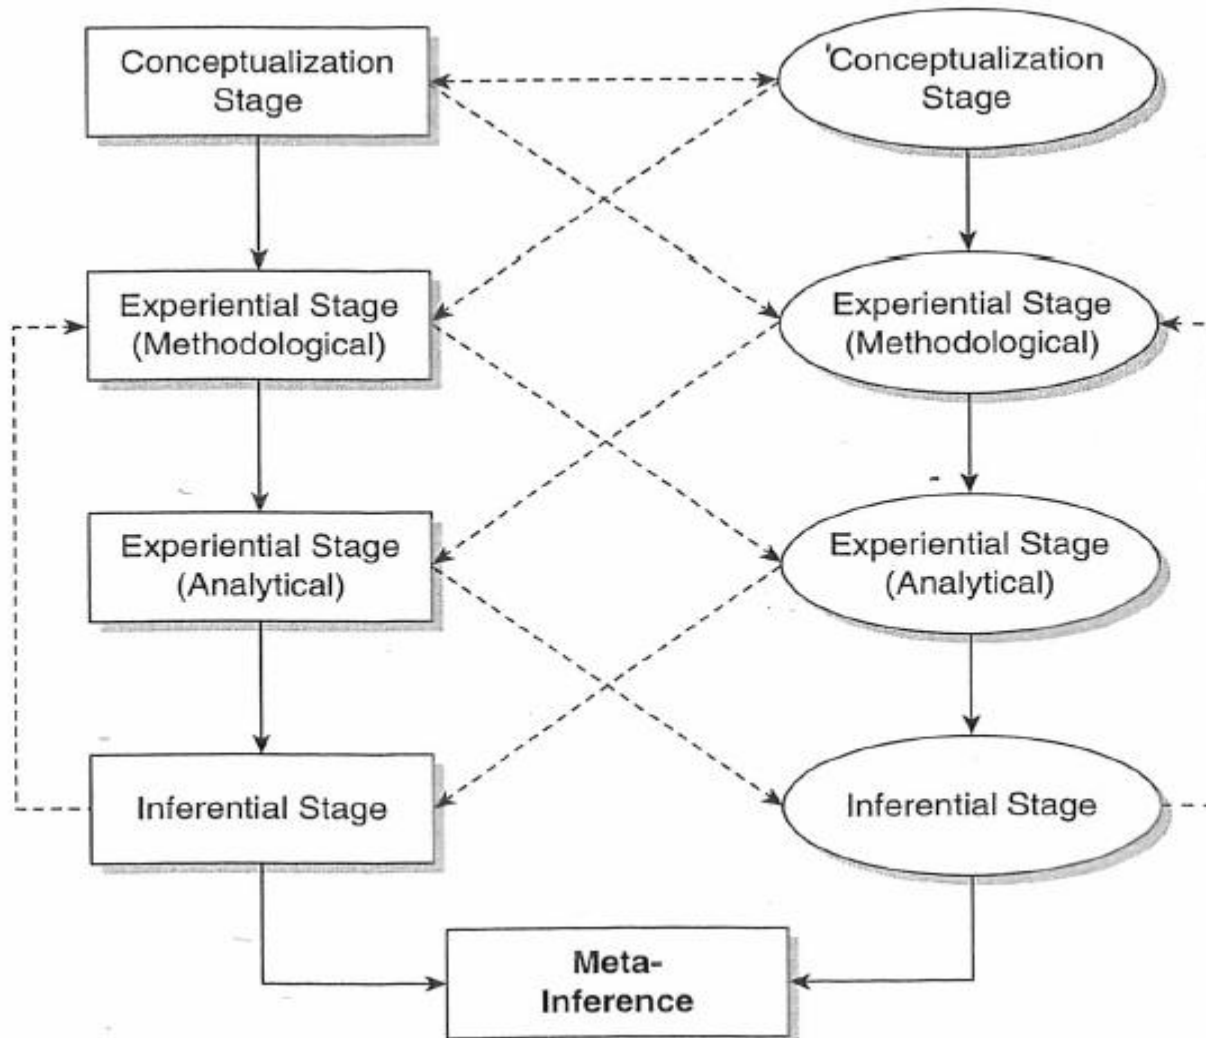 Conceptualization
Stage
Conceptualization
Stage
Experiential Stage
(Methodological)
Experiential Stage
(Methodological)
Experiential Stage
(Analytical)
Experiential Stage
(Analytical)
Inferential Stage
Inferential Stage
Meta-
Inference